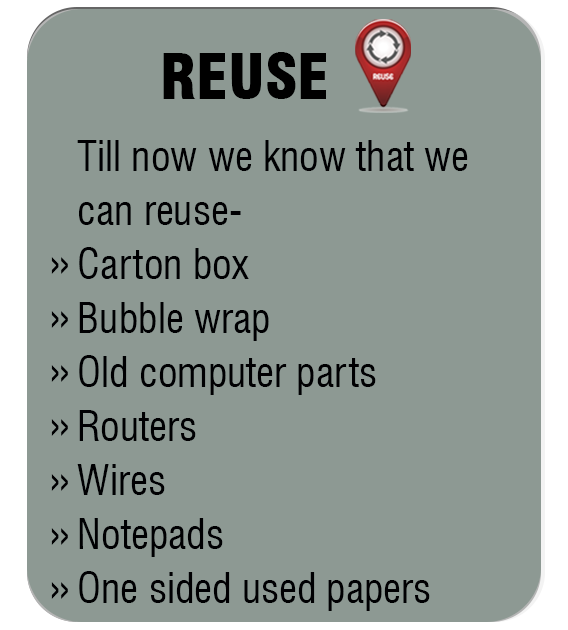 REUSE
REUSE
Till now we know that we
can reuse-
›› Carton box
›› Bubble wrap
›› Old computer parts
›› Routers
›› Wires
›› Notepads
›› One sided used papers